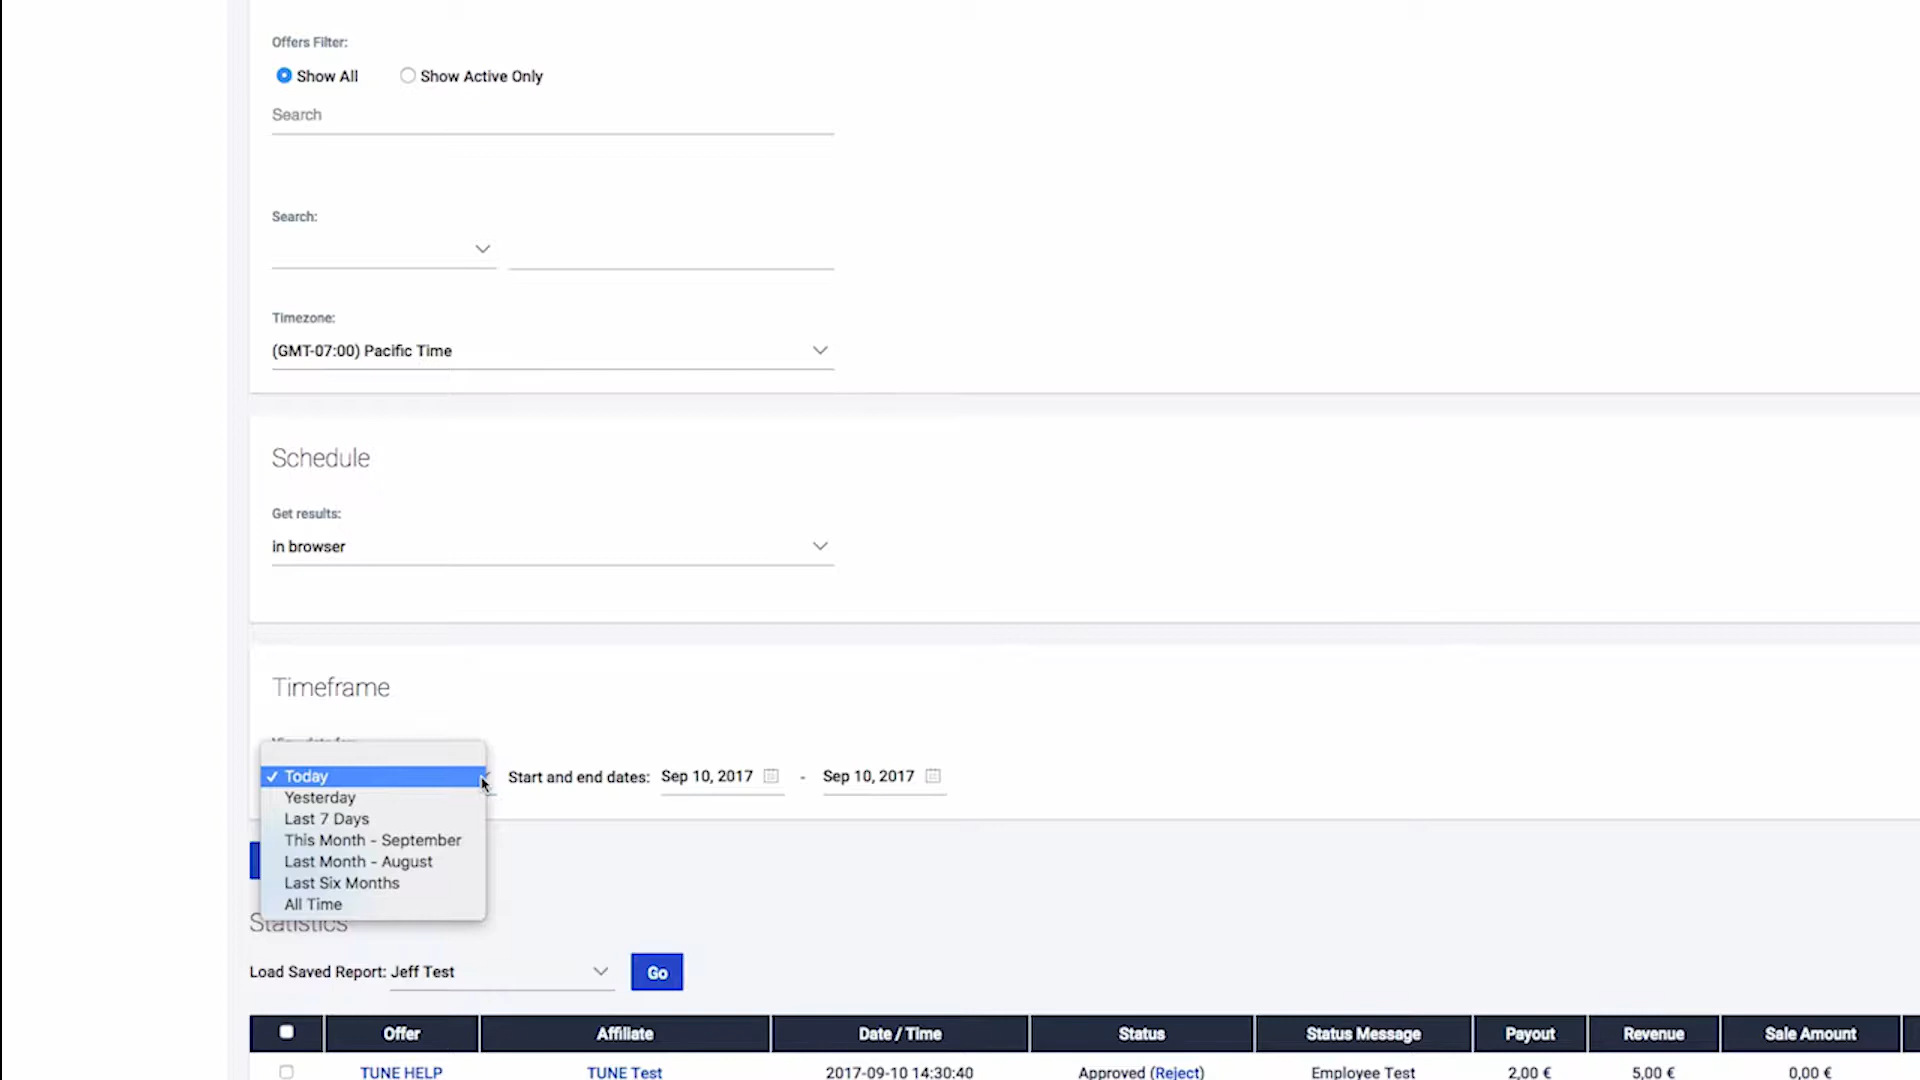 Offers Filter:
Show All Show Active Only
Search
Search:
Timezone:
(GMT-07:00) Pacific Time
Schedule
Get results:
in browser
Timeframe
✓ Today
Yesterday
Last 7 Days
This Month - September
Last Month - August
Last Six Months
All Time
Start and end dates: Sep 10, 2017 - Sep 10, 2017
Statistics
Load Saved Report: Jeff Test Go
Offer Affiliate Date / Time Status Status Message Payout Revenue Sale Amount
TUNE HELP TUNE Test 2017-09-10 14:30:40 Approved (Reject) Employee Test 2,00 € 5,00 € 0,00 €